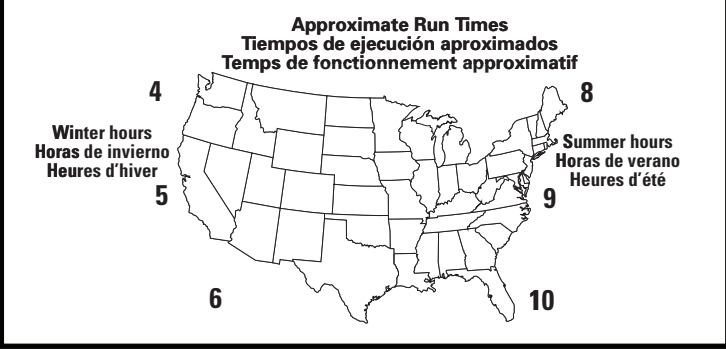 Approximate Run Times
Tiempos de ejecución aproximados
Temps de fonctionnement approximatif
4
8
Winter hours
Horas de invierno
Heures d'hiver
Summer hours
Horas de verano
Heures d'été
5
9
6
10